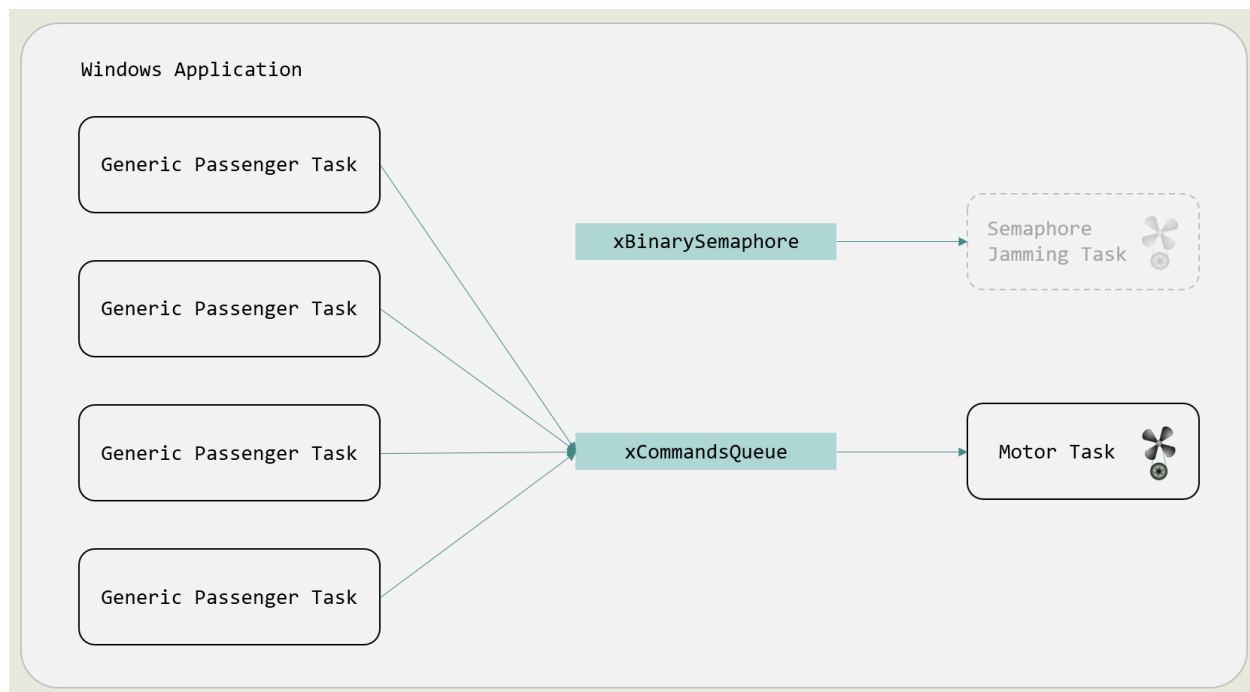 Windows Application
Generic Passenger Task
Generic Passenger Task
Generic Passenger Task
Generic Passenger Task
xBinarySemaphore
xCommandsQueue
Semaphore
Jamming Task
Motor Task